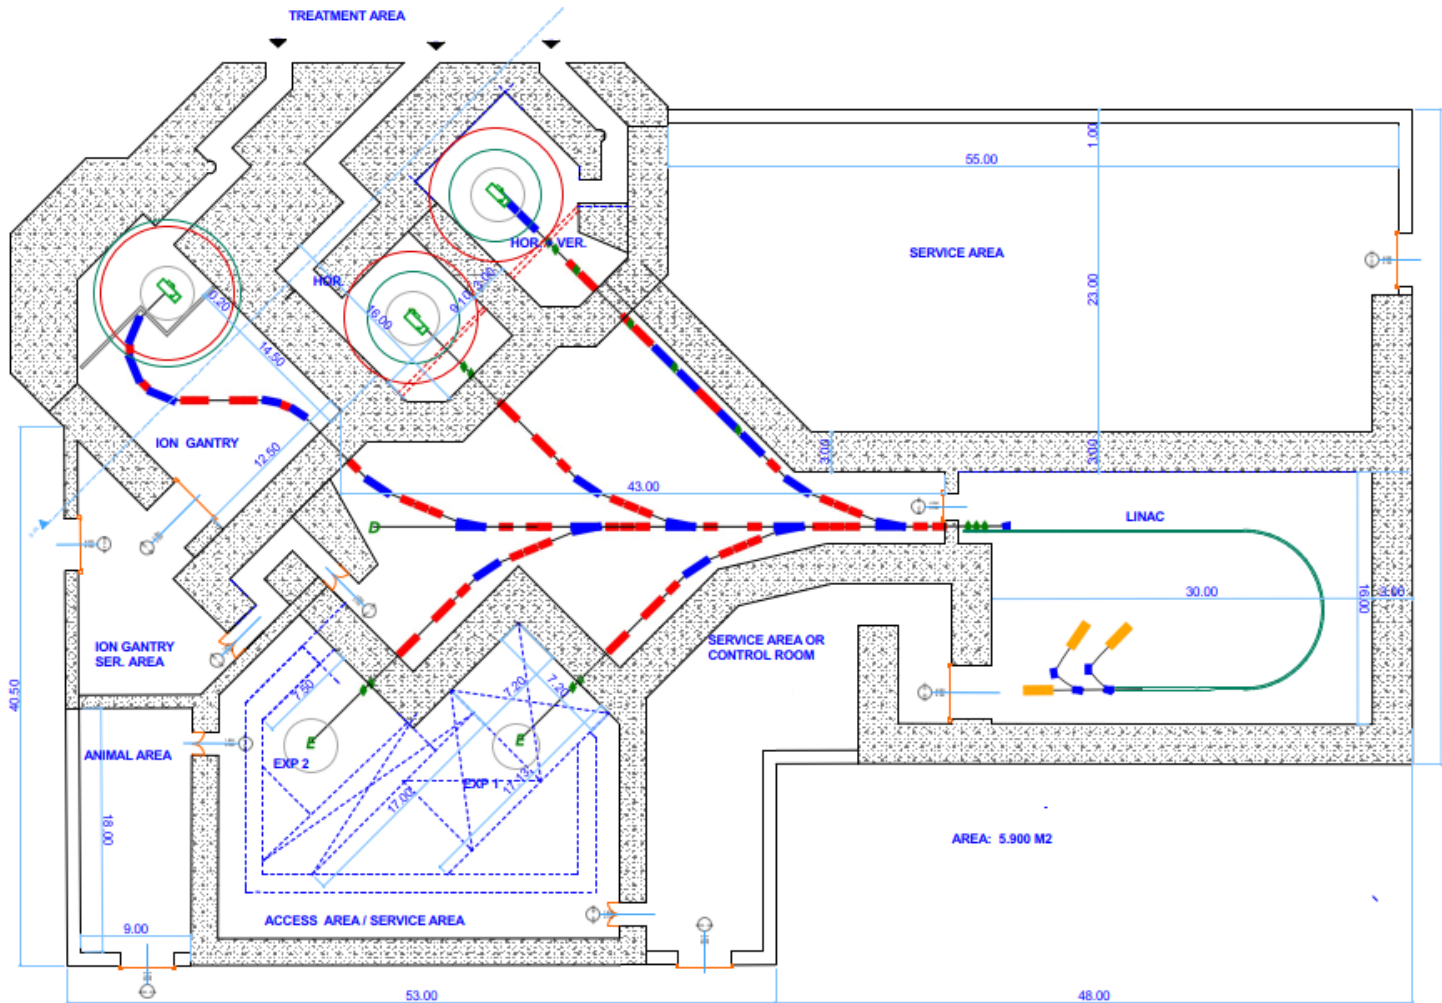 TREATMENT AREA
1.00
55.00
HOR. VER.
SERVICE AREA
HOR.
3.00
9.10
0.20
16.00
23.00
14.50
ION GANTRY
12.50
3.00
3.00
43.00
LINAC
D
30.00
16.00
3.00
ION GANTRY
SER. AREA
SERVICE AREA OR
CONTROL ROOM
7.50
7.20
7.20
40.50
E
E
ANIMAL AREA
EXP 2
EXP 1
17.00
17.13
18.00
AREA: 5.900 M2
ACCESS AREA / SERVICE AREA
9.00
53.00
48.00